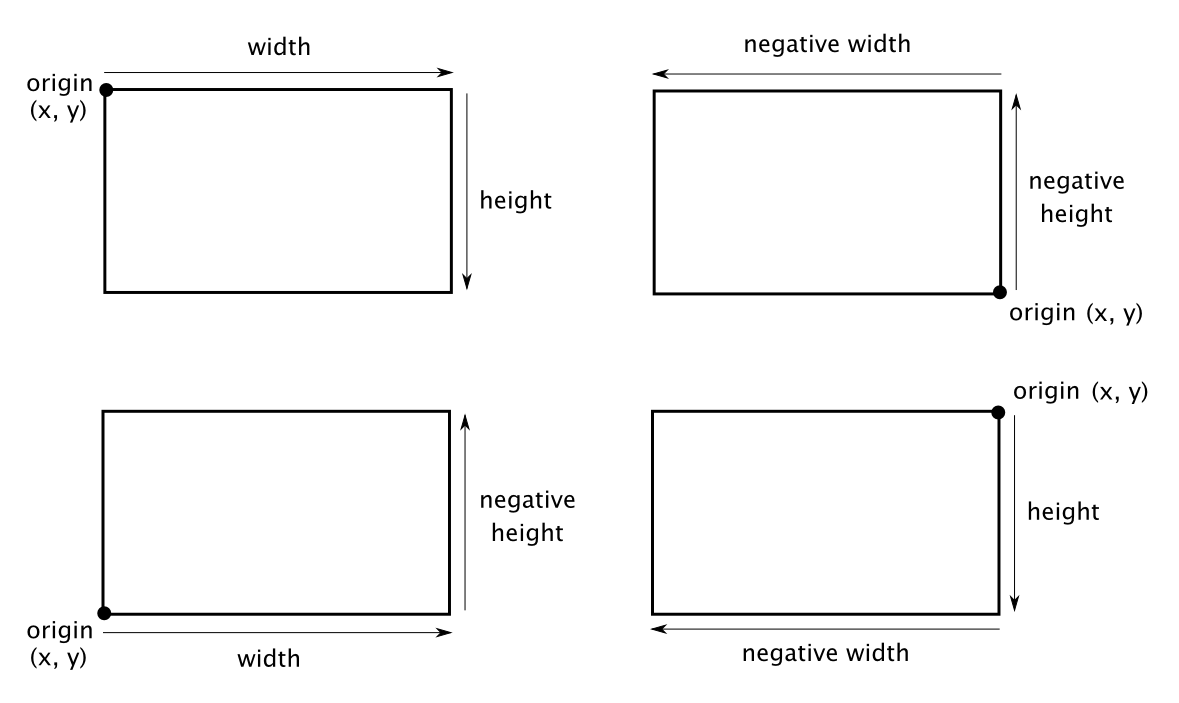 width
origin
(x, y)
height
negative width
negative
height
origin (x, y)
negative
height
origin
(x, y)
width
origin (x, y)
height
negative width